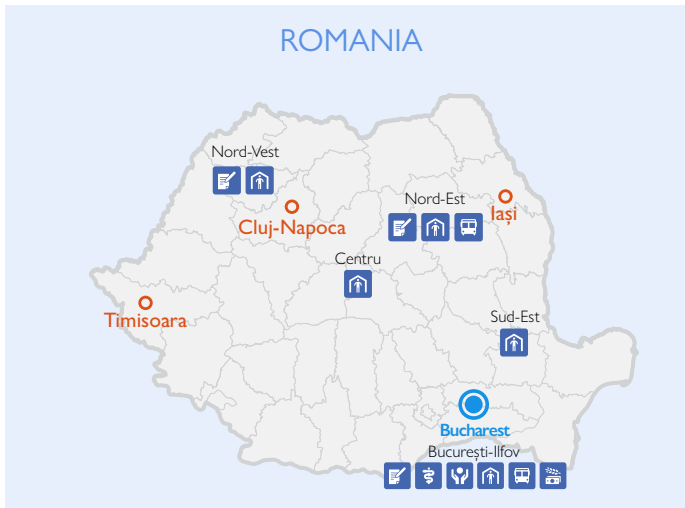 ROMANIA
Nord-Vest
Nord-Est
Iași
Cluj-Napoca
Centru
Timisoara
Sud-Est
Bucharest
București-Ilfov